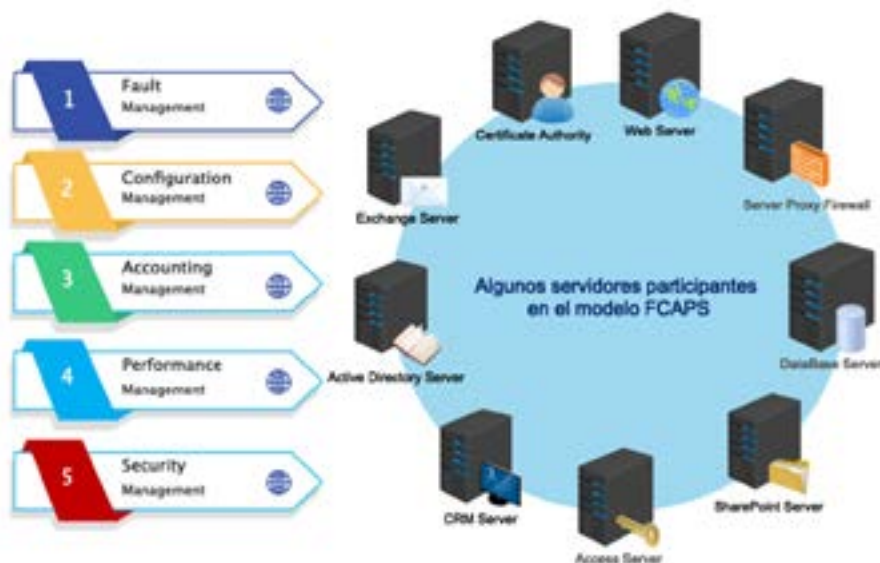 1
Fault
Management
2
Configuration
Management
3
Accounting
Management
4
Performance
Management
5
Security
Management
Certificate Authority
Web Server
Exchange Server
Server Proxy Firewall
Algunos servidores participantes
en el modelo FCAPS
Active Directory Server
DataBase Server
CRM Server
SharePoint Server
Access Server